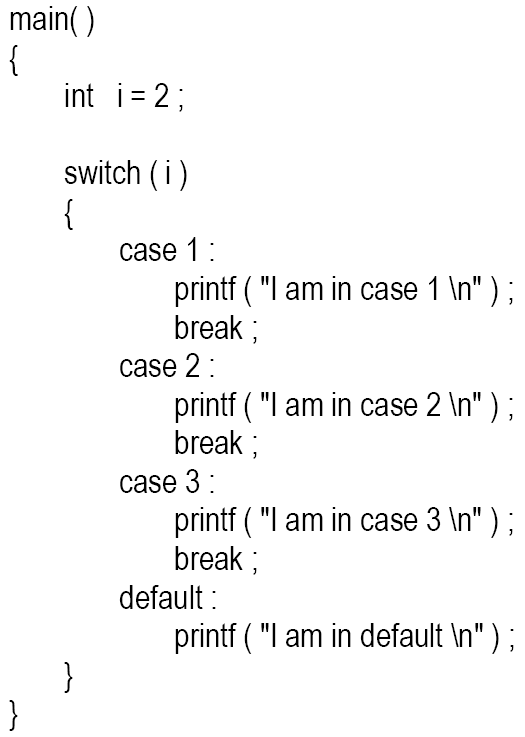 main( )
{
int i = 2 ;
switch ( i )
{
case 1 :
printf ( "I am in case 1 \n" ) ;
break ;
case 2 :
printf ( "I am in case 2 \n" ) ;
break ;
case 3 :
printf ( "I am in case 3 \n" ) ;
break ;
default :
printf ( "I am in default \n" ) ;
}
}